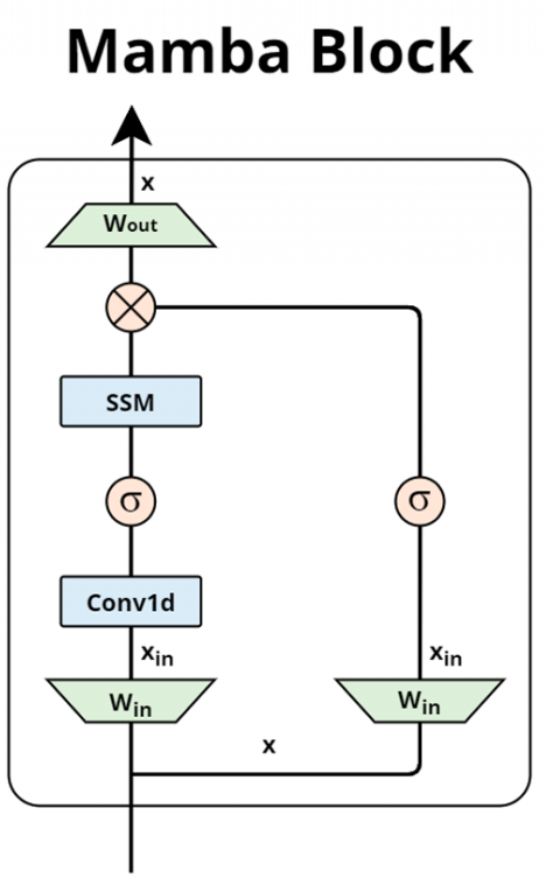 Mamba Block
x
Wout
SSM
σ
σ
Conv1d
xin
xin
Win
Win
x